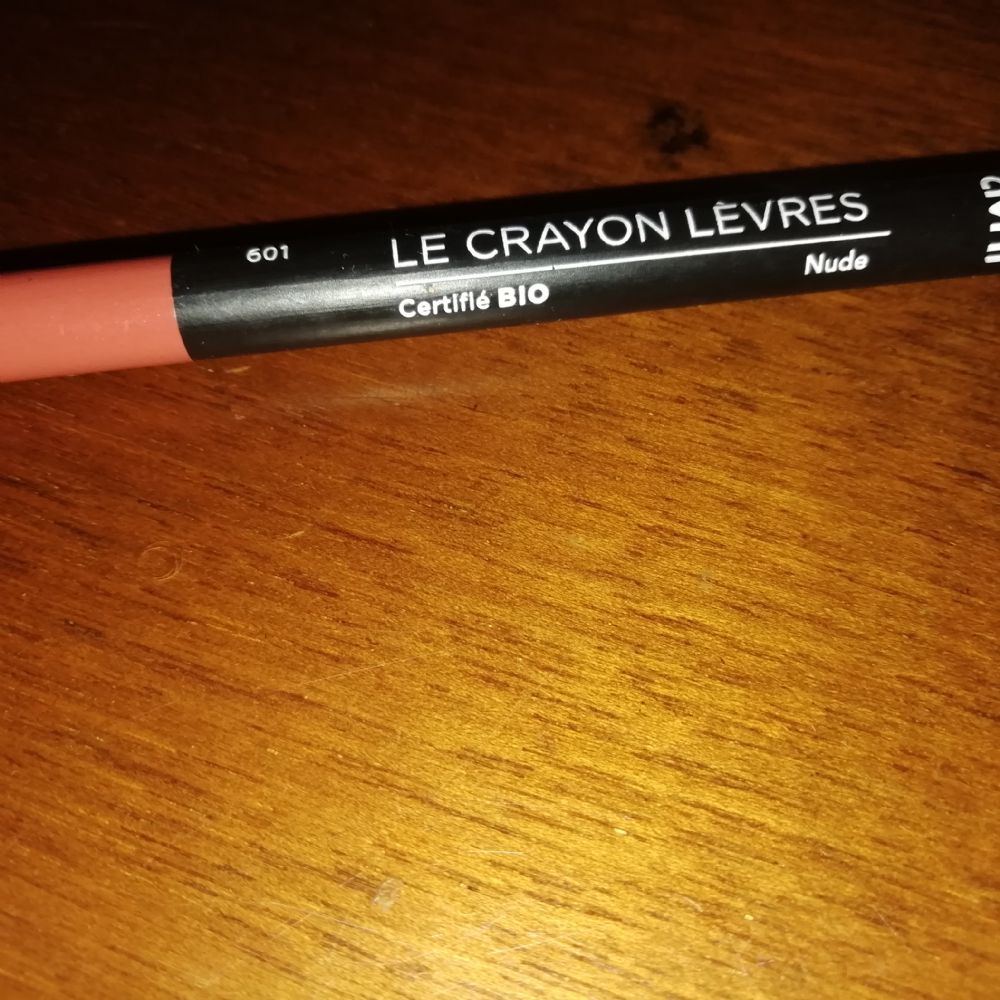 601
LE CRAYON LÈVRES
Certifié BIO
Nude